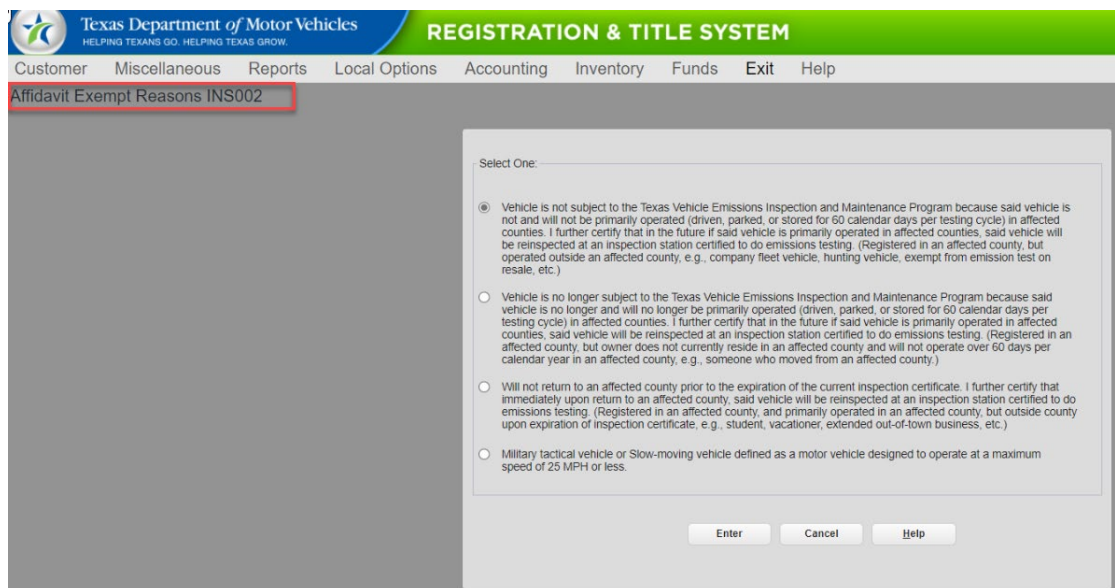 Texas Department of Motor Vehicles
HELPING TEXANS GO. HELPING TEXAS GROW.
REGISTRATION & TITLE SYSTEM
Customer Miscellaneous Reports Local Options Accounting Inventory Funds Exit Help
Affidavit Exempt Reasons INS002
Select One:
Vehicle is not subject to the Texas Vehicle Emissions Inspection and Maintenance Program because said vehicle is
not and will not be primarily operated (driven, parked, or stored for 60 calendar days per testing cycle) in affected
counties. I further certify that in the future if said vehicle is primarily operated in affected counties, said vehicle will
be reinspected at an inspection station certified to do emissions testing. (Registered in an affected county, but
operated outside an affected county, e.g., company fleet vehicle, hunting vehicle, exempt from emission test on
resale, etc.)
Vehicle is no longer subject to the Texas Vehicle Emissions Inspection and Maintenance Program because said
vehicle is no longer and will no longer be primarily operated (driven, parked, or stored for 60 calendar days per
testing cycle) in affected counties. I further certify that in the future if said vehicle is primarily operated in affected
counties, said vehicle will be reinspected at an inspection station certified to do emissions testing. (Registered in an
affected county, but owner does not currently reside in an affected county and will not operate over 60 days per
calendar year in an affected county, e.g., someone who moved from an affected county.)
Will not return to an affected county prior to the expiration of the current inspection certificate. I further certify that
immediately upon return to an affected county, said vehicle will be reinspected at an inspection station certified to do
emissions testing. (Registered in an affected county, and primarily operated in an affected county, but outside county
upon expiration of inspection certificate, e.g., student, vacationer, extended out-of-town business, etc.)
Military tactical vehicle or Slow-moving vehicle defined as a motor vehicle designed to operate at a maximum
speed of 25 MPH or less.
Enter Cancel Help